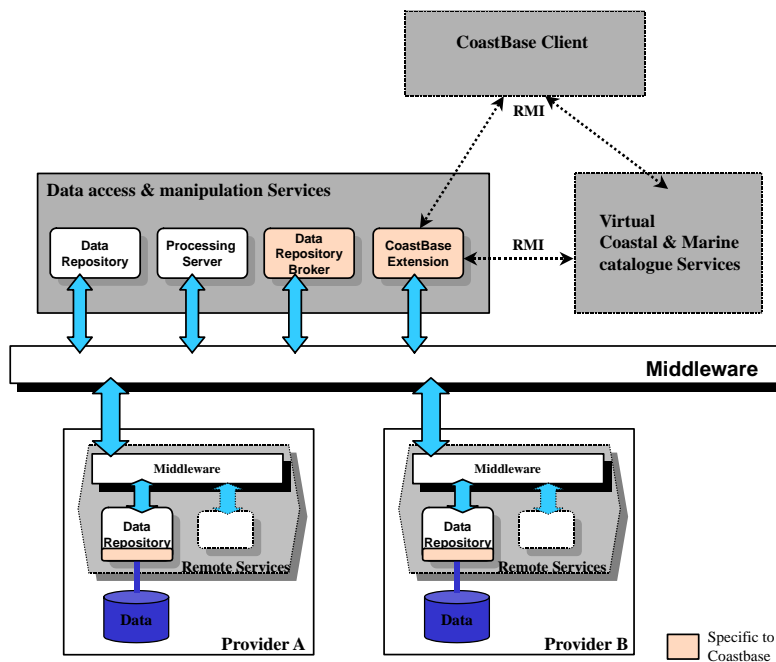 CoastBase Client
RMI
Data access & manipulation Services
Data
Repository
Processing
Server
Data
Repository
Broker
CoastBase
Extension
RMI
Virtual
Coastal & Marine
catalogue Services
Middleware
Middleware
Data
Repository
Remote Services
Data
Provider A
Middleware
Data
Repository
Remote Services
Data
Provider B
Specific to
Coastbase